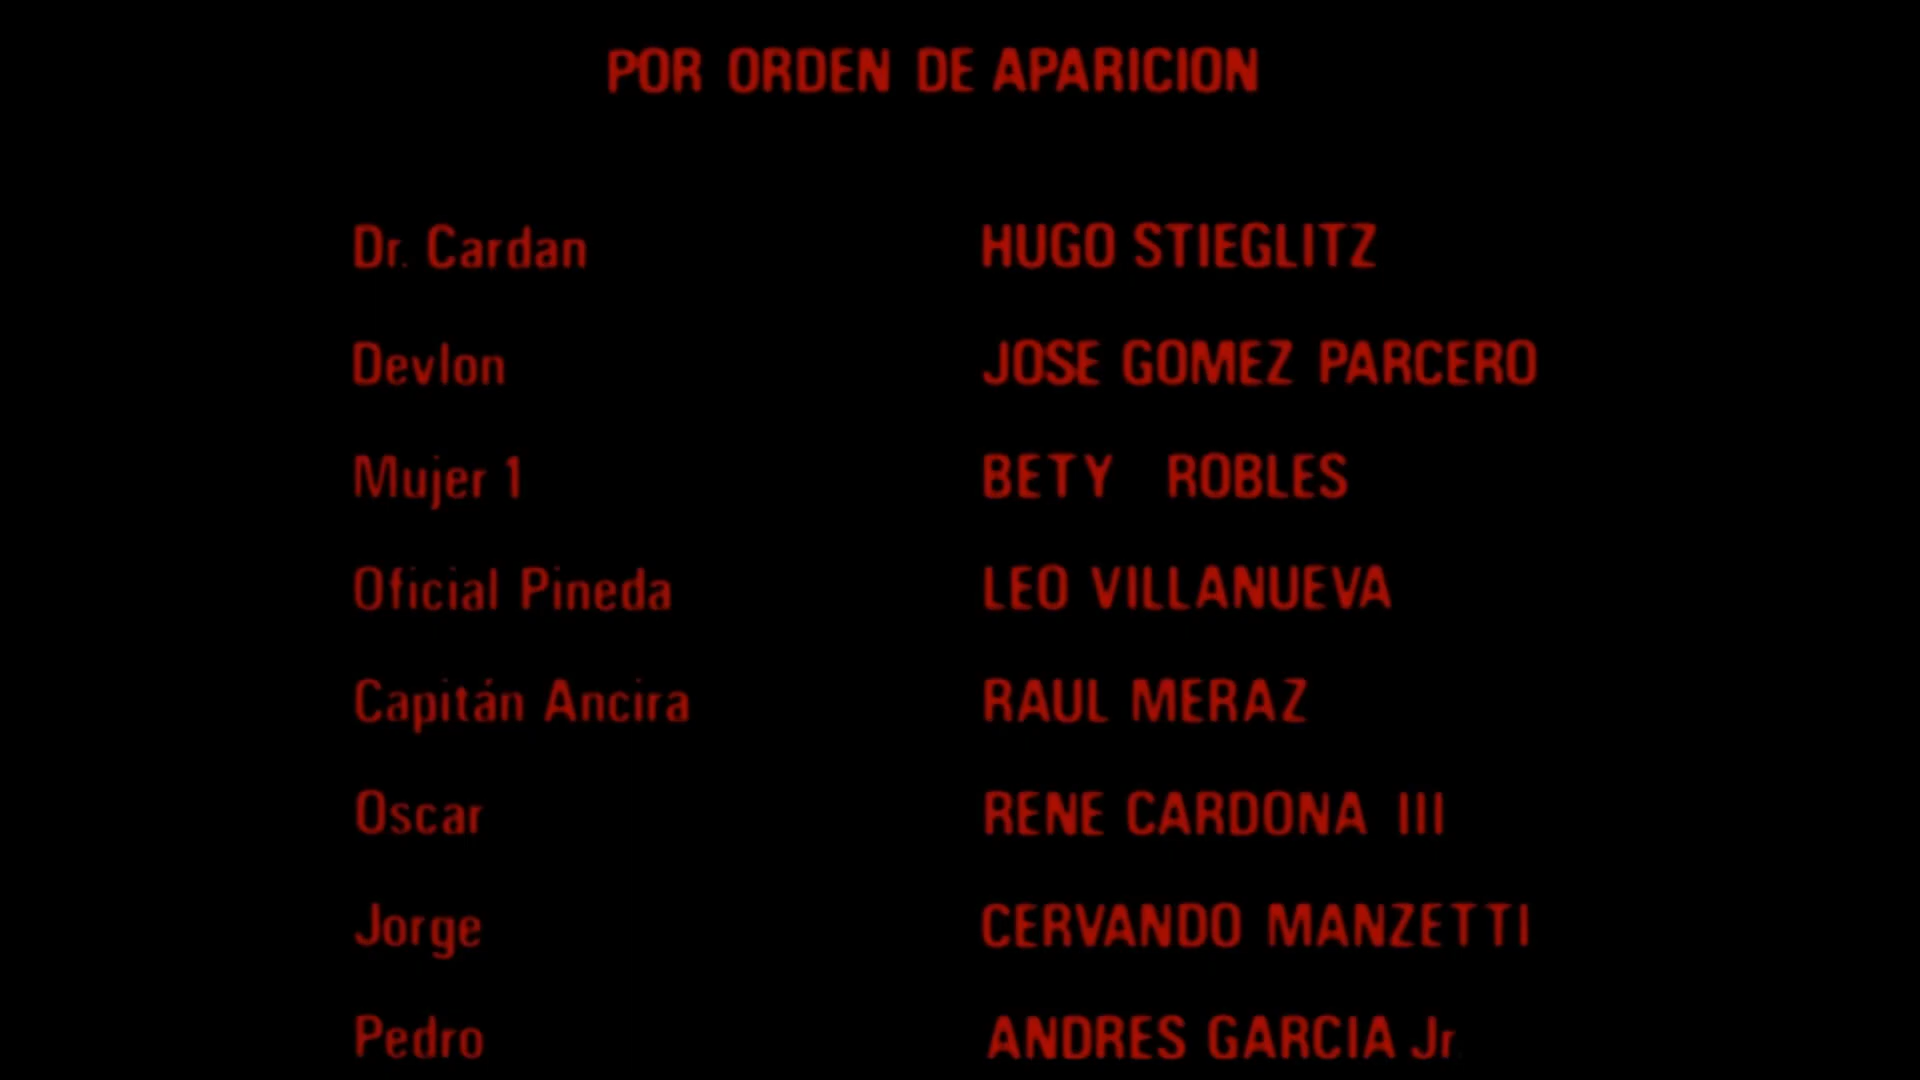 POR ORDEN DE APARICION
Dr. Cardan HUGO STIEGLITZ
Devlon JOSE GOMEZ PARCERO
Mujer 1 BETY ROBLES
Oficial Pineda LEO VILLANUEVA
Capitán Ancira RAUL MERAZ
Oscar RENE CARDONA III
Jorge CERVANDO MANZETTI
Pedro ANDRES GARCIA Jr.